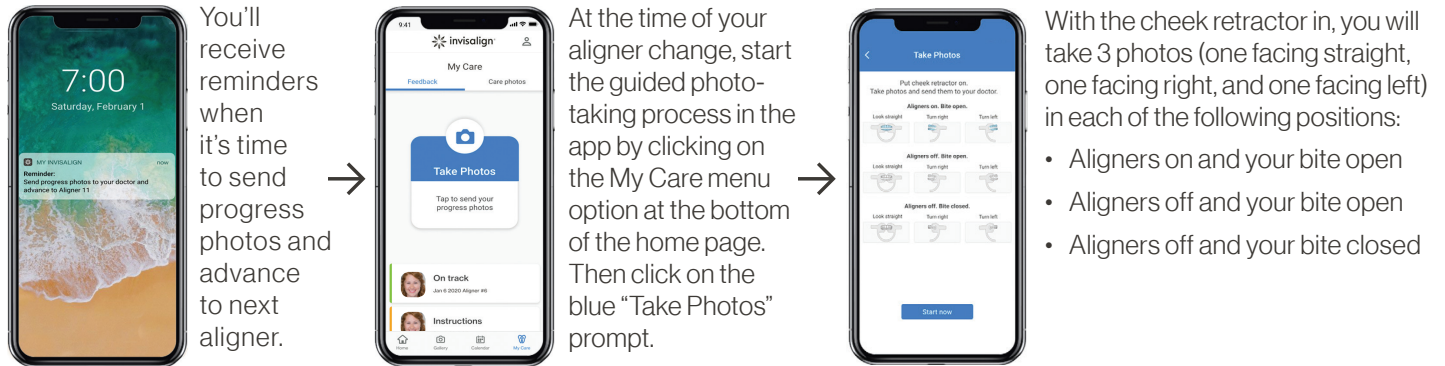 7:00
Saturday, February 1
MY INVISALIGN now
Reminder:
Send progress photos to your doctor and
advance to Aligner 11
You’ll
receive
reminders
when
it’s time
to send
progress
photos and
advance
to next
aligner.
9:41
invisalign
My Care
Feedback Care photos
Take Photos
Tap to send your
progress photos
On track
Jan 6 2020 Aligner #6
Instructions
Home Gallery Calendar My Care
At the time of your
aligner change, start
the guided photo-
taking process in the
app by clicking on
the My Care menu
option at the bottom
of the home page.
Then click on the
blue “Take Photos”
prompt.
Take Photos
Put cheek retractor on.
Take photos and send them to your doctor.
Aligners on. Bite open.
Look straight Turn right Turn left
Aligners off. Bite open.
Look straight Turn right Turn left
Aligners off. Bite closed.
Look straight Turn right Turn left
Start now
With the cheek retractor in, you will
take 3 photos (one facing straight,
one facing right, and one facing left)
in each of the following positions:
• Aligners on and your bite open
• Aligners off and your bite open
• Aligners off and your bite closed